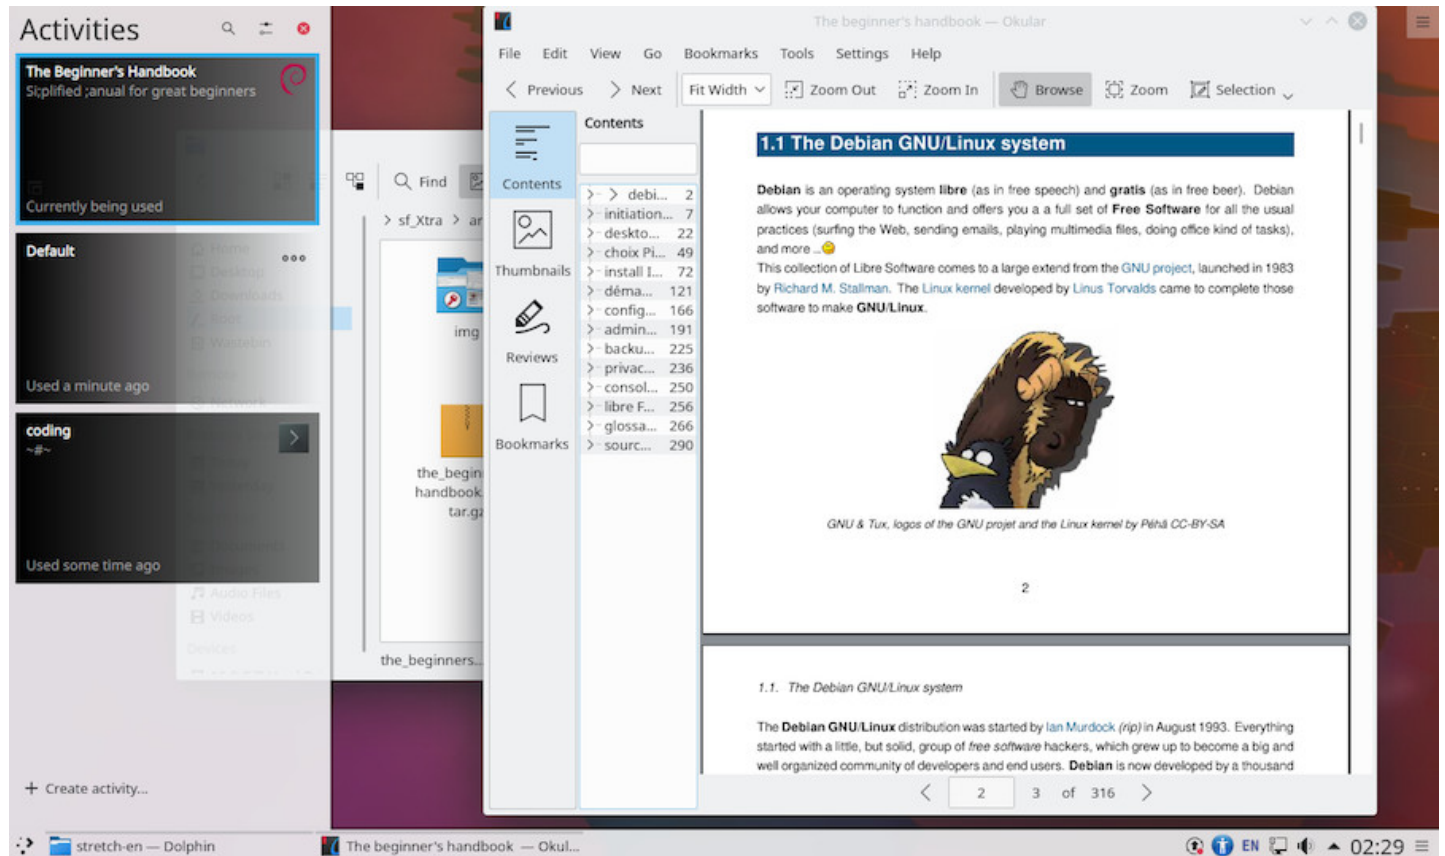 Activities
The Beginner's Handbook
Si;plified ;anual for great beginners
Currently being used
Default
Used a minute ago
coding
~#~
Used some time ago
+ Create activity...
Home
Desktop
Downloads
Root
Wastebin
Network
Documents
Audio Files
Videos
Devices
Find
> sf_Xtra > ar
img
the_begin
handbook
tar.gz
the_beginners...
The beginner's handbook — Okular
File Edit View Go Bookmarks Tools Settings Help
Previous Next Fit Width Zoom Out Zoom In Browse Zoom Selection
Contents
Thumbnails
Reviews
Bookmarks
Contents
debi... 2
initiation... 7
deskto... 22
choix Pi... 49
install I... 72
déma... 121
config... 166
admin... 191
backu... 225
privac... 236
consol... 250
libre F... 256
glossa... 266
sourc... 290
1.1 The Debian GNU/Linux system
Debian is an operating system libre (as in free speech) and gratis (as in free beer). Debian
allows your computer to function and offers you a a full set of Free Software for all the usual
practices (surfing the Web, sending emails, playing multimedia files, doing office kind of tasks),
and more ...
This collection of Libre Software comes to a large extend from the GNU project, launched in 1983
by Richard M. Stallman. The Linux kernel developed by Linus Torvalds came to complete those
software to make GNU/Linux.
GNU & Tux, logos of the GNU projet and the Linux kernel by Péhä CC-BY-SA
2
1.1. The Debian GNU/Linux system
The Debian GNU/Linux distribution was started by Ian Murdock (rip) in August 1993. Everything
started with a little, but solid, group of free software hackers, which grew up to become a big and
well organized community of developers and end users. Debian is now developed by a thousand
2 3 of 316
stretch-en — Dolphin
The beginner's handbook — Okul...
EN
02:29